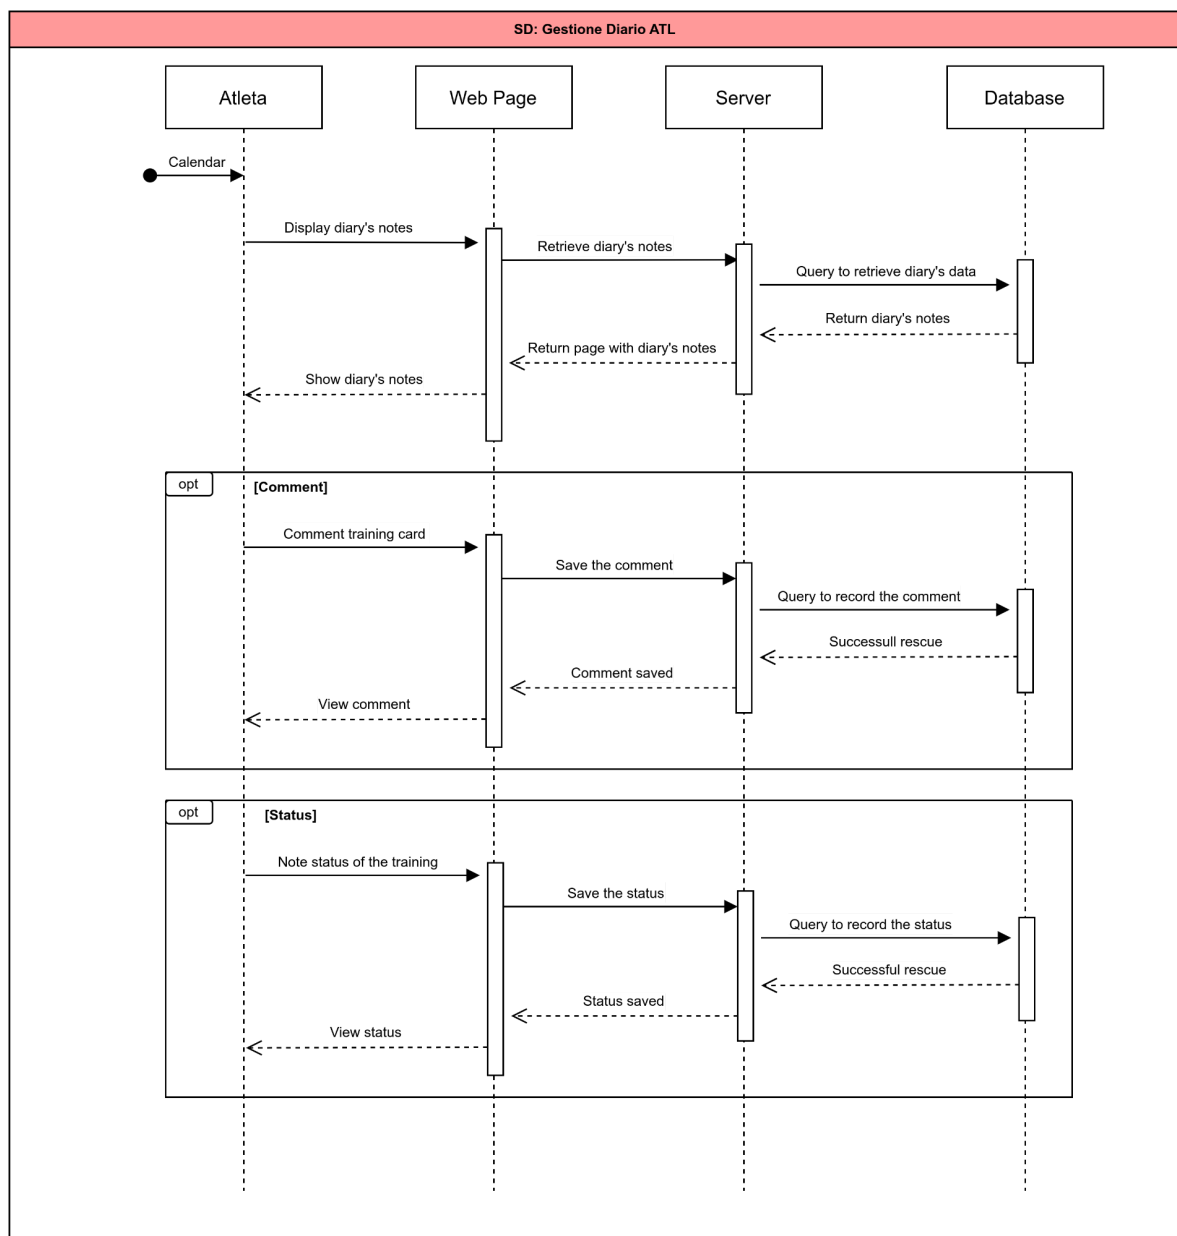 SD: Gestione Diario ATL
Atleta
Web Page
Server
Database
Calendar
Display diary's notes
Retrieve diary's notes
Query to retrieve diary's data
Return diary's notes
Return page with diary's notes
Show diary's notes
opt
[Comment]
Comment training card
Save the comment
Query to record the comment
Successull rescue
Comment saved
View comment
opt
[Status]
Note status of the training
Save the status
Query to record the status
Successful rescue
Status saved
View status